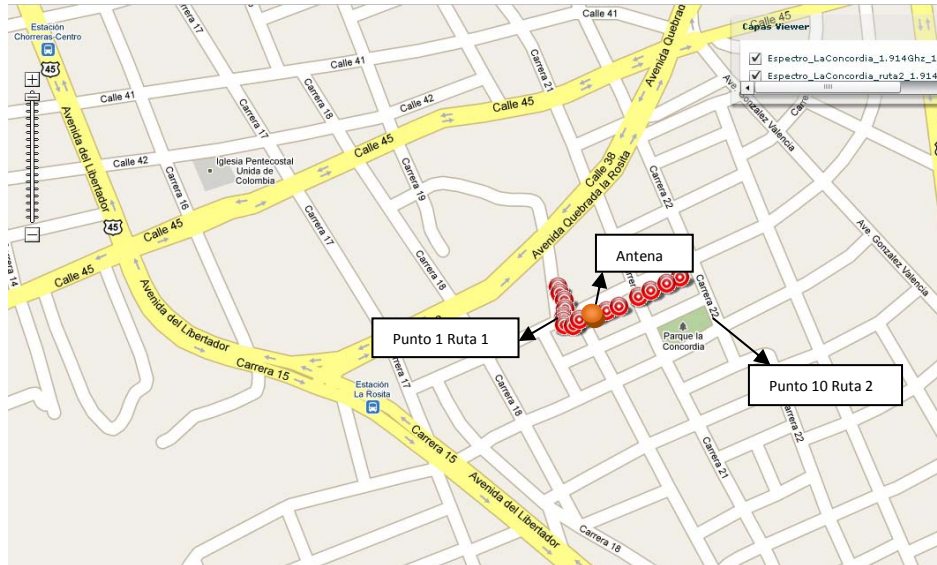 Calle 41
Calle 45
Estación
Chorreras-Centro
45
Avenida Quebrada
Carrera 21
Capas Viewer
Espectro_LaConcordia_1.914Ghz_1
Espectro_LaConcordia_ruta2_1.914
Calle 41
Carrera 17
Carrera 18
Calle 41
Calle 42
Calle 45
Ave. Gonzalez Valencia
Avenida del Libertador
Calle 42
Carrera 16
Iglesia Pentecostal
Unida de
Colombia
Calle 45
Carrera 19
Calle 38
Avenida Quebrada la Rosita
Carrera 22
45
Calle 45
Carrera 17
Ave. Gonzalez Valencia
Carrera 14
Calle 45
Carrera 18
Antena
Avenida del Libertador
Carrera 22
Punto 1 Ruta 1
Parque la
Concordia
Carrera 15
Estación
La Rosita
Carrera 17
Punto 10 Ruta 2
Carrera 18
Carrera 22
Carrera 15
Carrera 21
Avenida del Libertador
Carrera 18